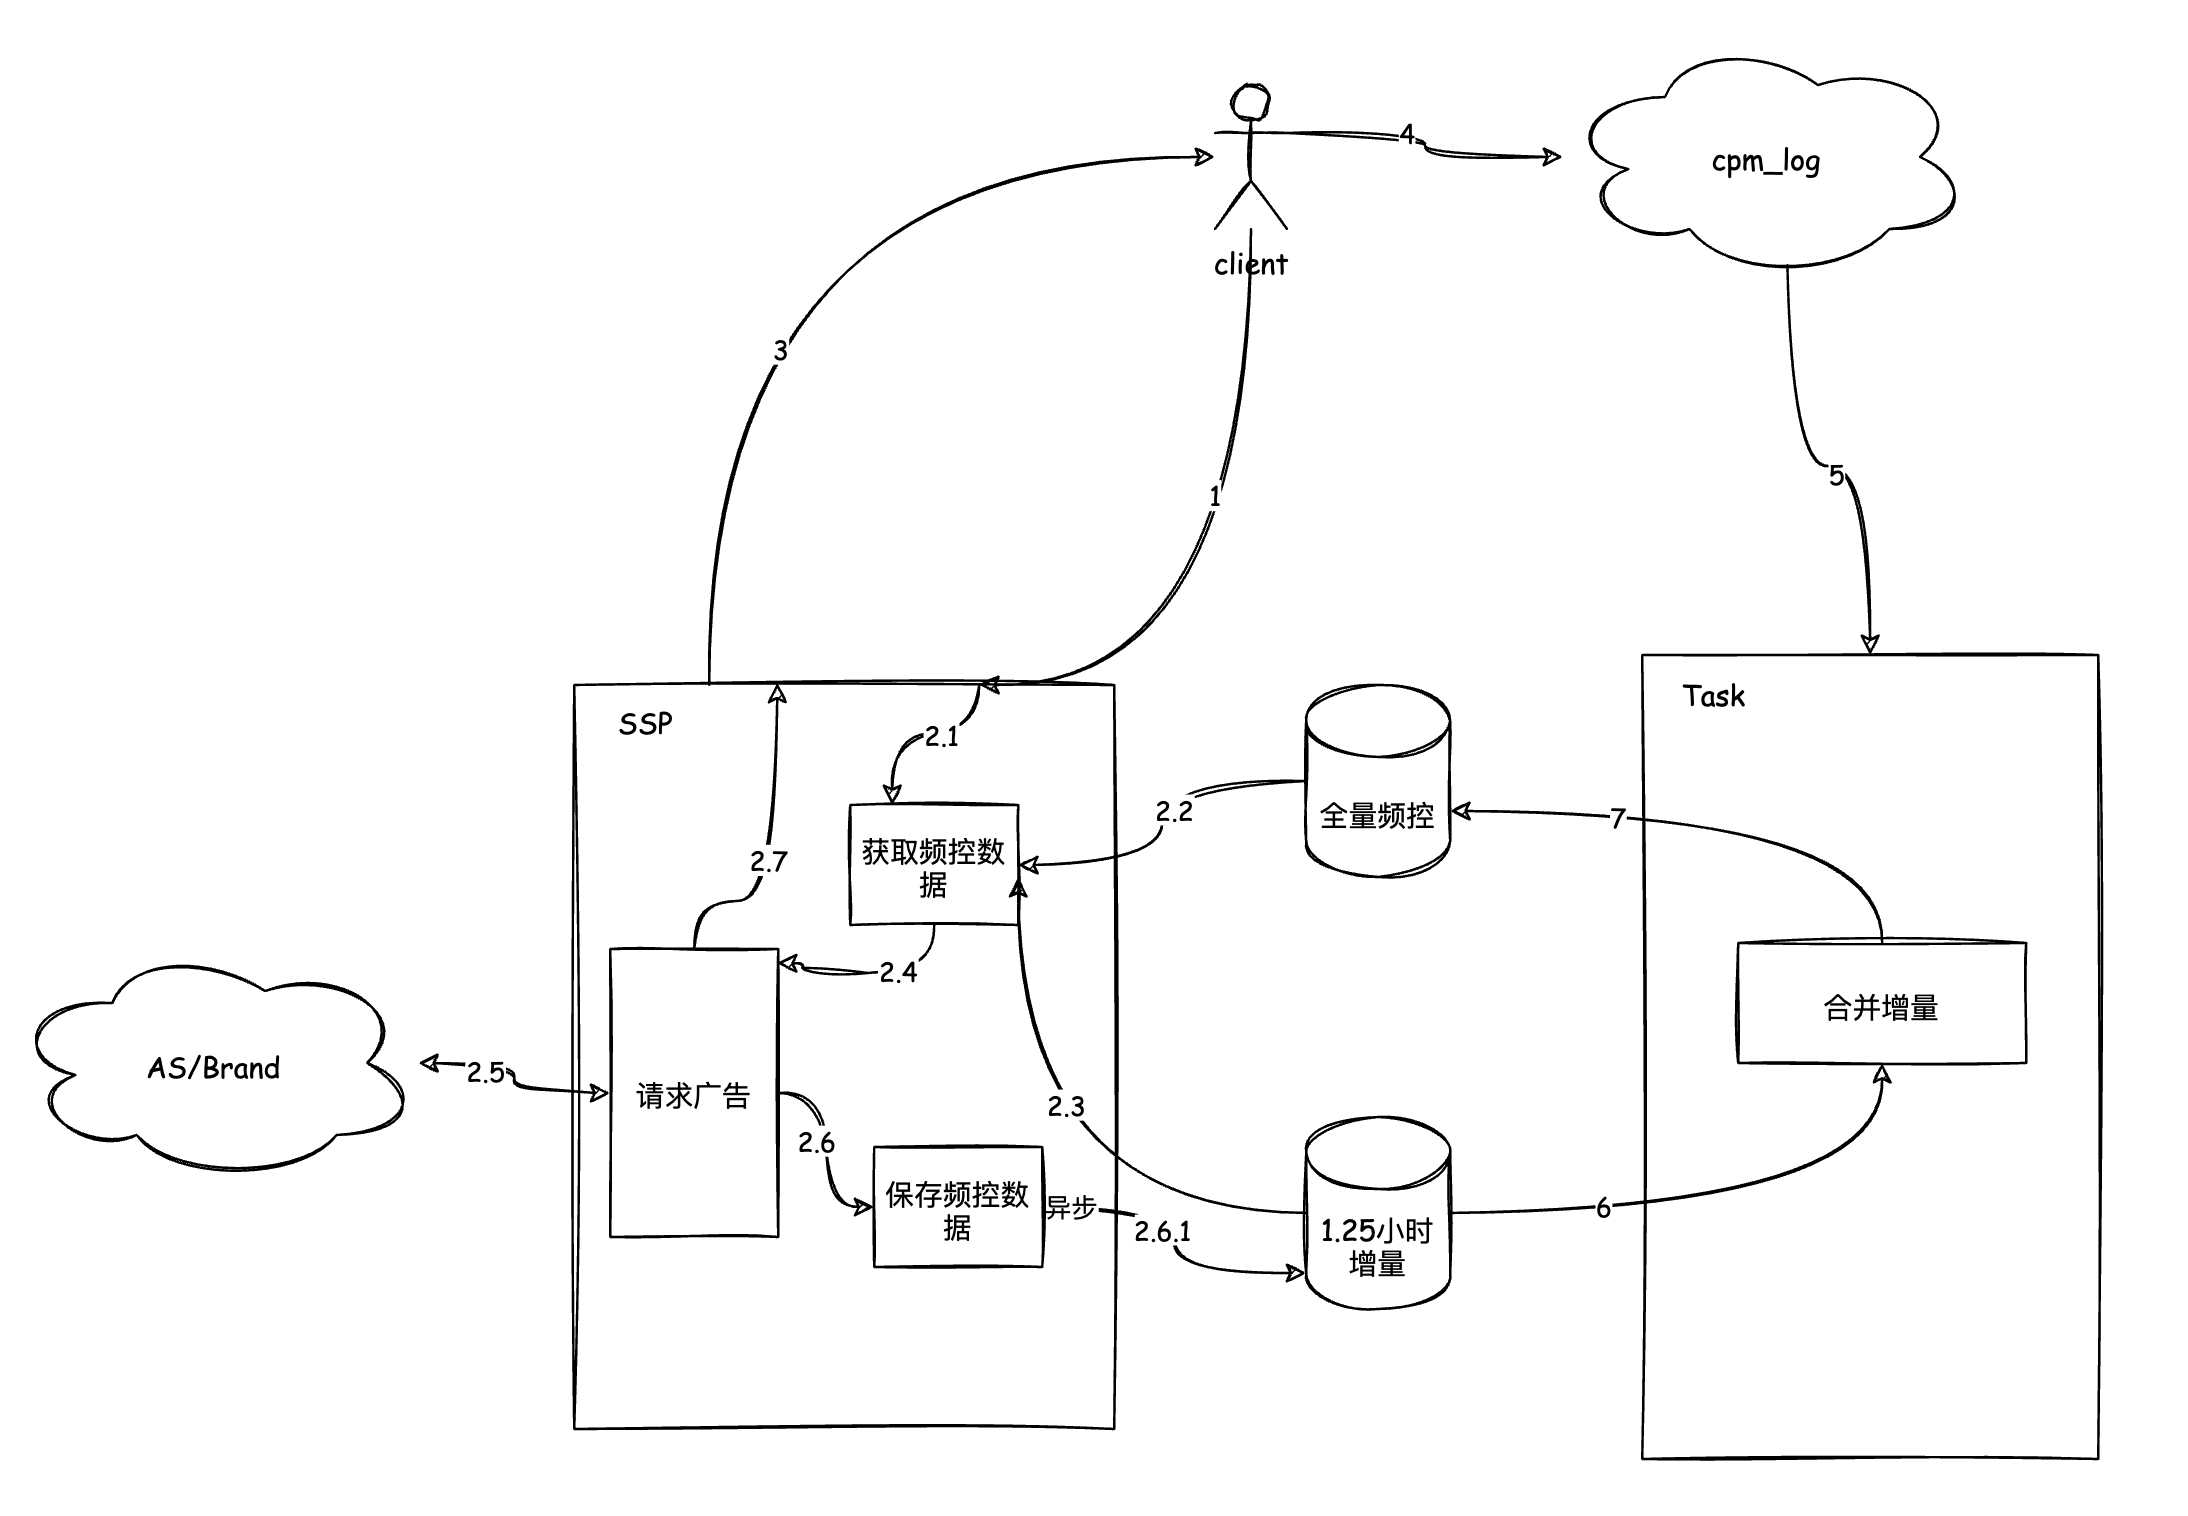 4
cpm_log
client
3
1
5
SSP
Task
2.1
全量频控
7
2.2
获取频控数
据
2.7
2.4
合并增量
AS/Brand
2.5
请求广告
2.3
2.6
保存频控数
据
异步
2.6.1
1.25小时
增量
6